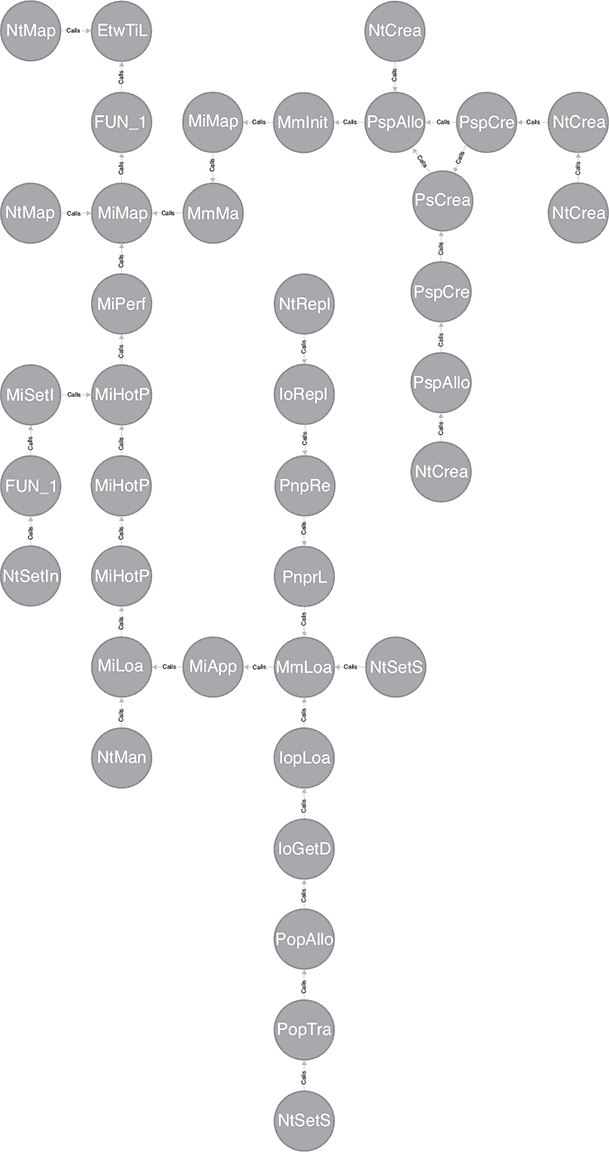 NtMap Calls EtwTiL NtCrea
Calls Calls
FUN_1 MiMap Calls MmInit Calls PspAllo Calls PspCre Calls NtCrea
Calls Calls Calls Calls Calls
NtMap Calls MiMap Calls MmMa PsCrea NtCrea
Calls Calls
MiPerf NtRepl PspCre
Calls Calls Calls
MiSetI Calls MiHotP IoRepl PspAllo
Calls Calls Calls Calls
FUN_1 MiHotP PnpRe NtCrea
Calls Calls Calls
NtSetIn MiHotP PnprL
Calls Calls
MiLoa Calls MiApp Calls MmLoa Calls NtSetS
Calls Calls
NtMan IopLoa
Calls
IoGetD
Calls
PopAllo
Calls
PopTra
Calls
NtSetS